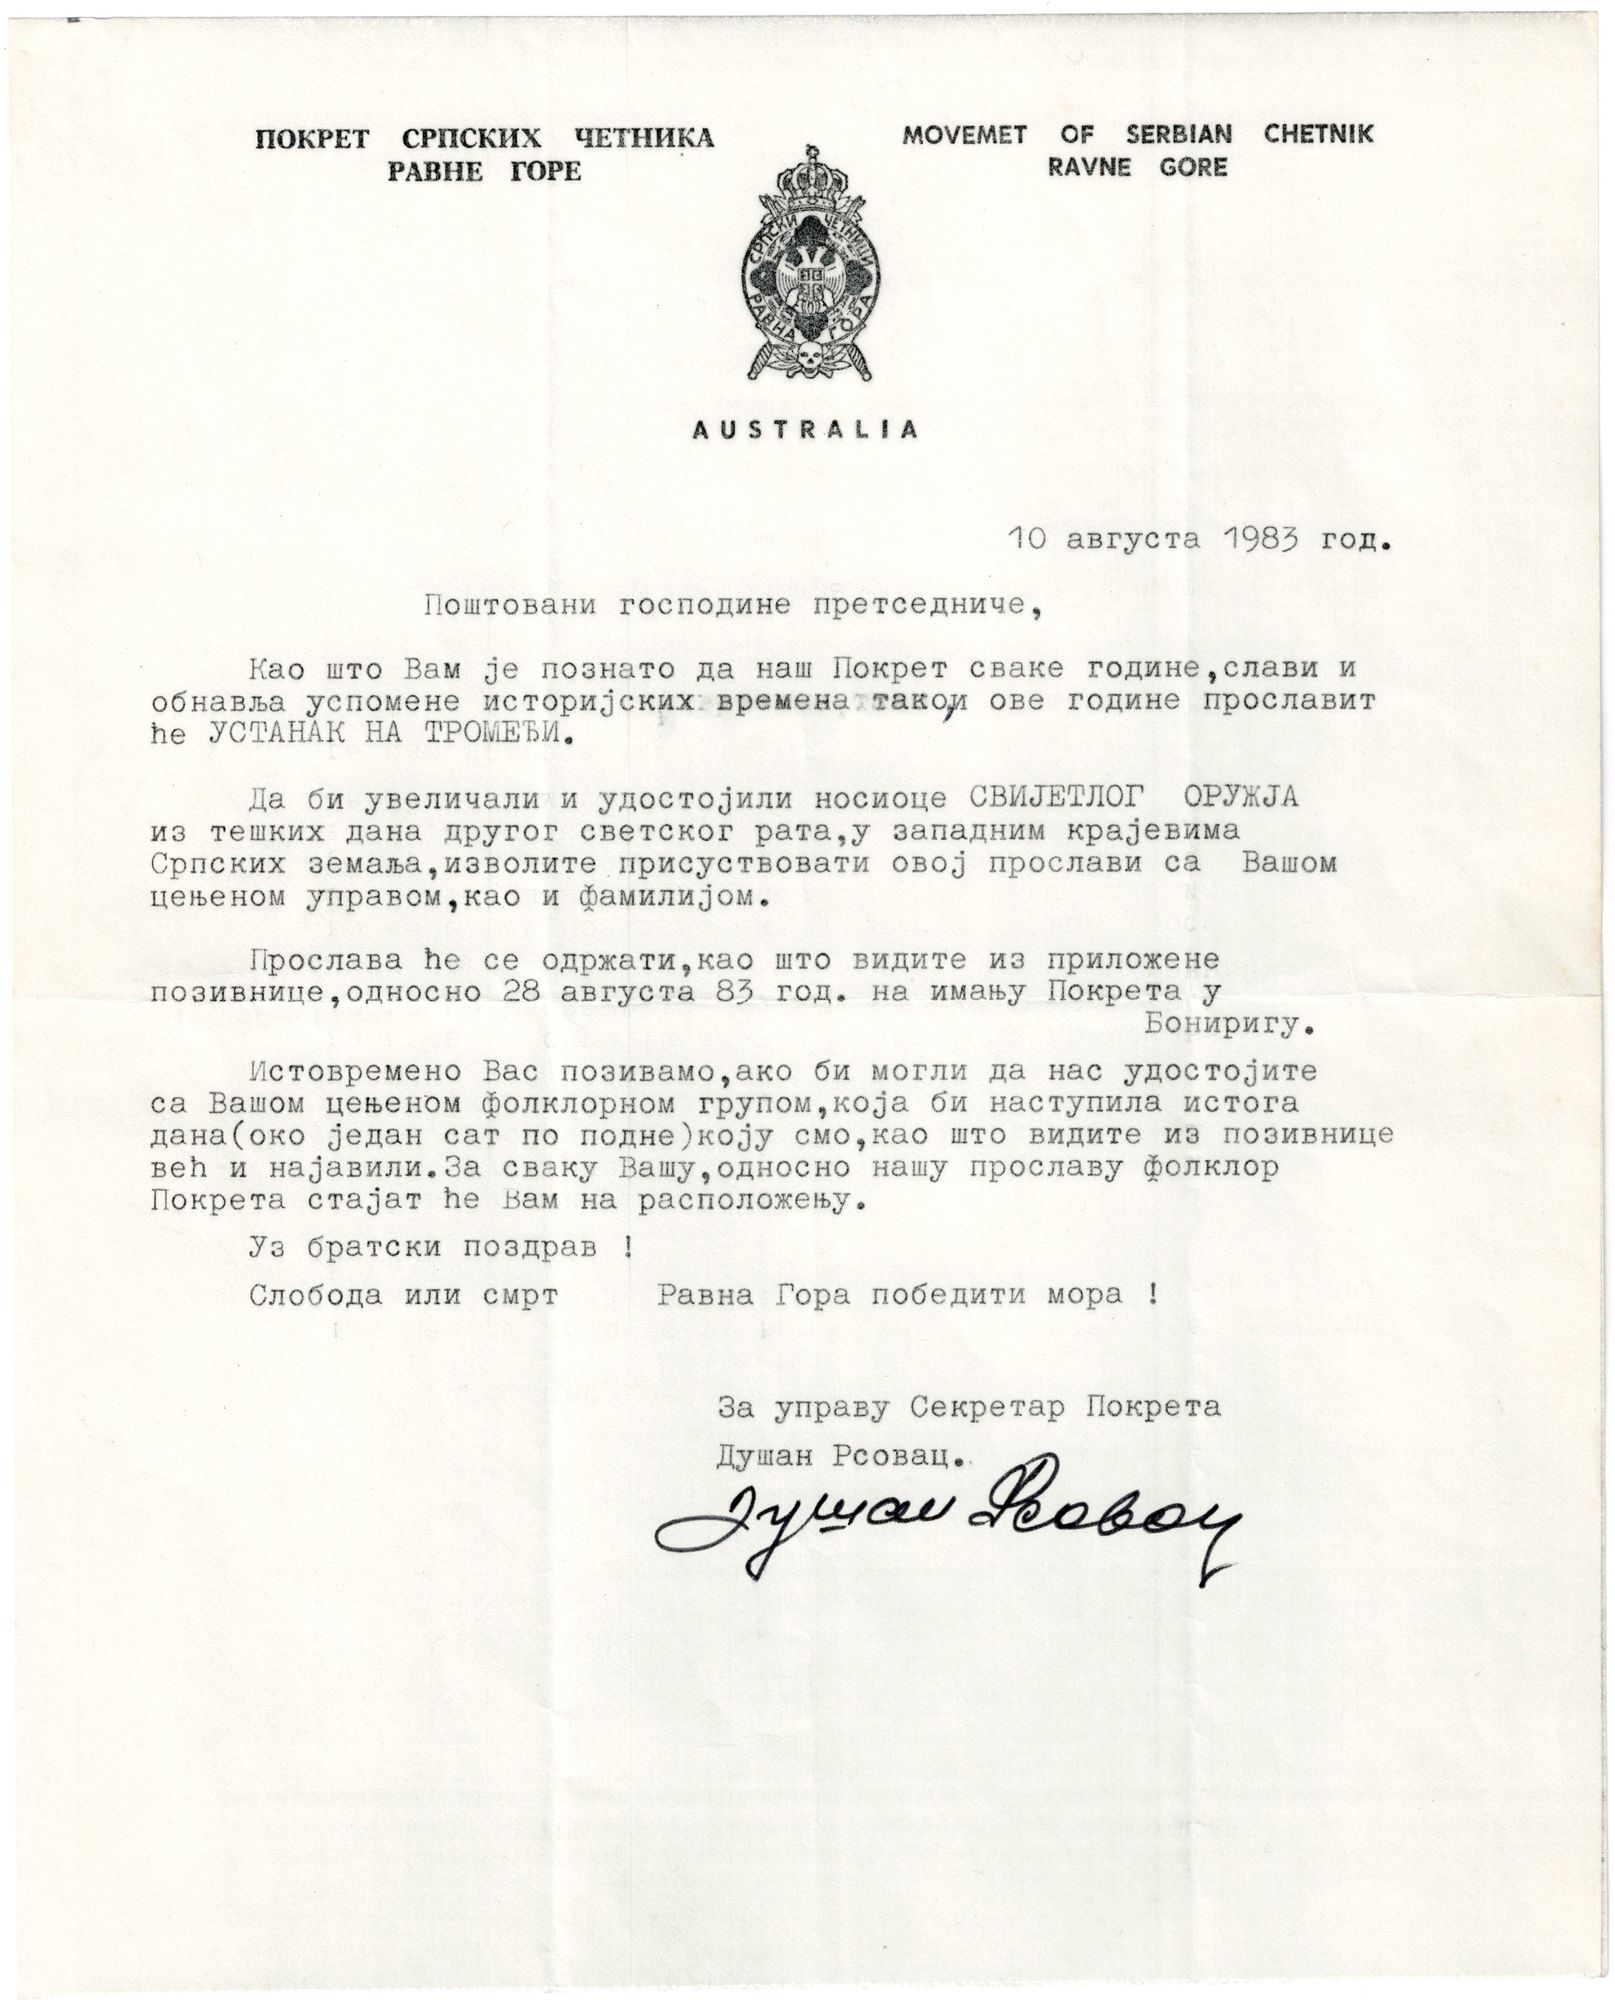 ПОКРЕТ СРПСКИХ ЧЕТНИКА
РАВНЕ ГОРЕ
MOVEMET OF SERBIAN CHETNIK
RAVNE GORE
СРПСКИ ЧЕТНИЦИ
РАВНА ГОРА
AUSTRALIA
10 августа 1983 год.
Поштовани господине претседниче,
Као што Вам је познато да наш Покрет сваке године,слави и
обнавља успомене историјских времена тако,и ове године прославит
ће УСТАНАК НА ТРОМЕЂИ.
Да би увеличали и удостојили носиоце СВИЈЕТЛОГ ОРУЖЈА
из тешких дана другог светског рата,у западним крајевима
Српских земаља,изволите присуствовати овој прослави са Вашом
цењеном управом,као и фамилијом.
Прослава ће се одржати,као што видите из приложене
позивнице,односно 28 августа 83 год. на имању Покрета у
Бониригу.
Истовремено Вас позивамо,ако би могли да нас удостојите
са Вашом цењеном фолклорном групом,која би наступила истога
дана(око један сат по подне)коју смо,као што видите из позивнице
већ и најавили.За сваку Вашу,односно нашу прославу фолклор
Покрета стајат ће Вам на расположењу.
Уз братски поздрав !
Слобода или смрт Равна Гора победити мора !
За управу Секретар Покрета
Душан Рсовац.
Душан Рсовац